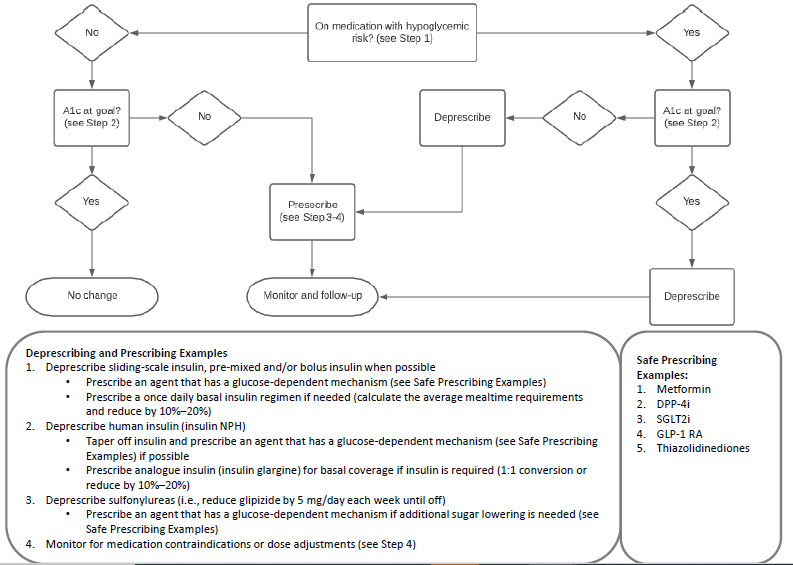 On medication with hypoglycemic
risk? (see Step 1)
No
Yes
A1c at goal?
(see Step 2)
No
Deprescribe
No
A1c at goal?
(see Step 2)
Yes
Presecribe
(see Step 3-4)
Yes
No change
Monitor and follow-up
Deprescribe
Deprescribing and Prescribing Examples
1. Deprescribe sliding-scale insulin, pre-mixed and/or bolus insulin when possible
• Prescribe an agent that has a glucose-dependent mechanism (see Safe Prescribing Examples)
• Prescribe a once daily basal insulin regimen if needed (calculate the average mealtime requirements
and reduce by 10%–20%)
2. Deprescribe human insulin (insulin NPH)
• Taper off insulin and prescribe an agent that has a glucose-dependent mechanism (see Safe Prescribing
Examples) if possible
• Prescribe analogue insulin (insulin glargine) for basal coverage if insulin is required (1:1 conversion or
reduce by 10%–20%)
3. Deprescribe sulfonylureas (i.e., reduce glipizide by 5 mg/day each week until off)
• Prescribe an agent that has a glucose-dependent mechanism if additional sugar lowering is needed (see
Safe Prescribing Examples)
4. Monitor for medication contraindications or dose adjustments (see Step 4)
Safe Prescribing
Examples:
1. Metformin
2. DPP-4i
3. SGLT2i
4. GLP-1 RA
5. Thiazolidinediones